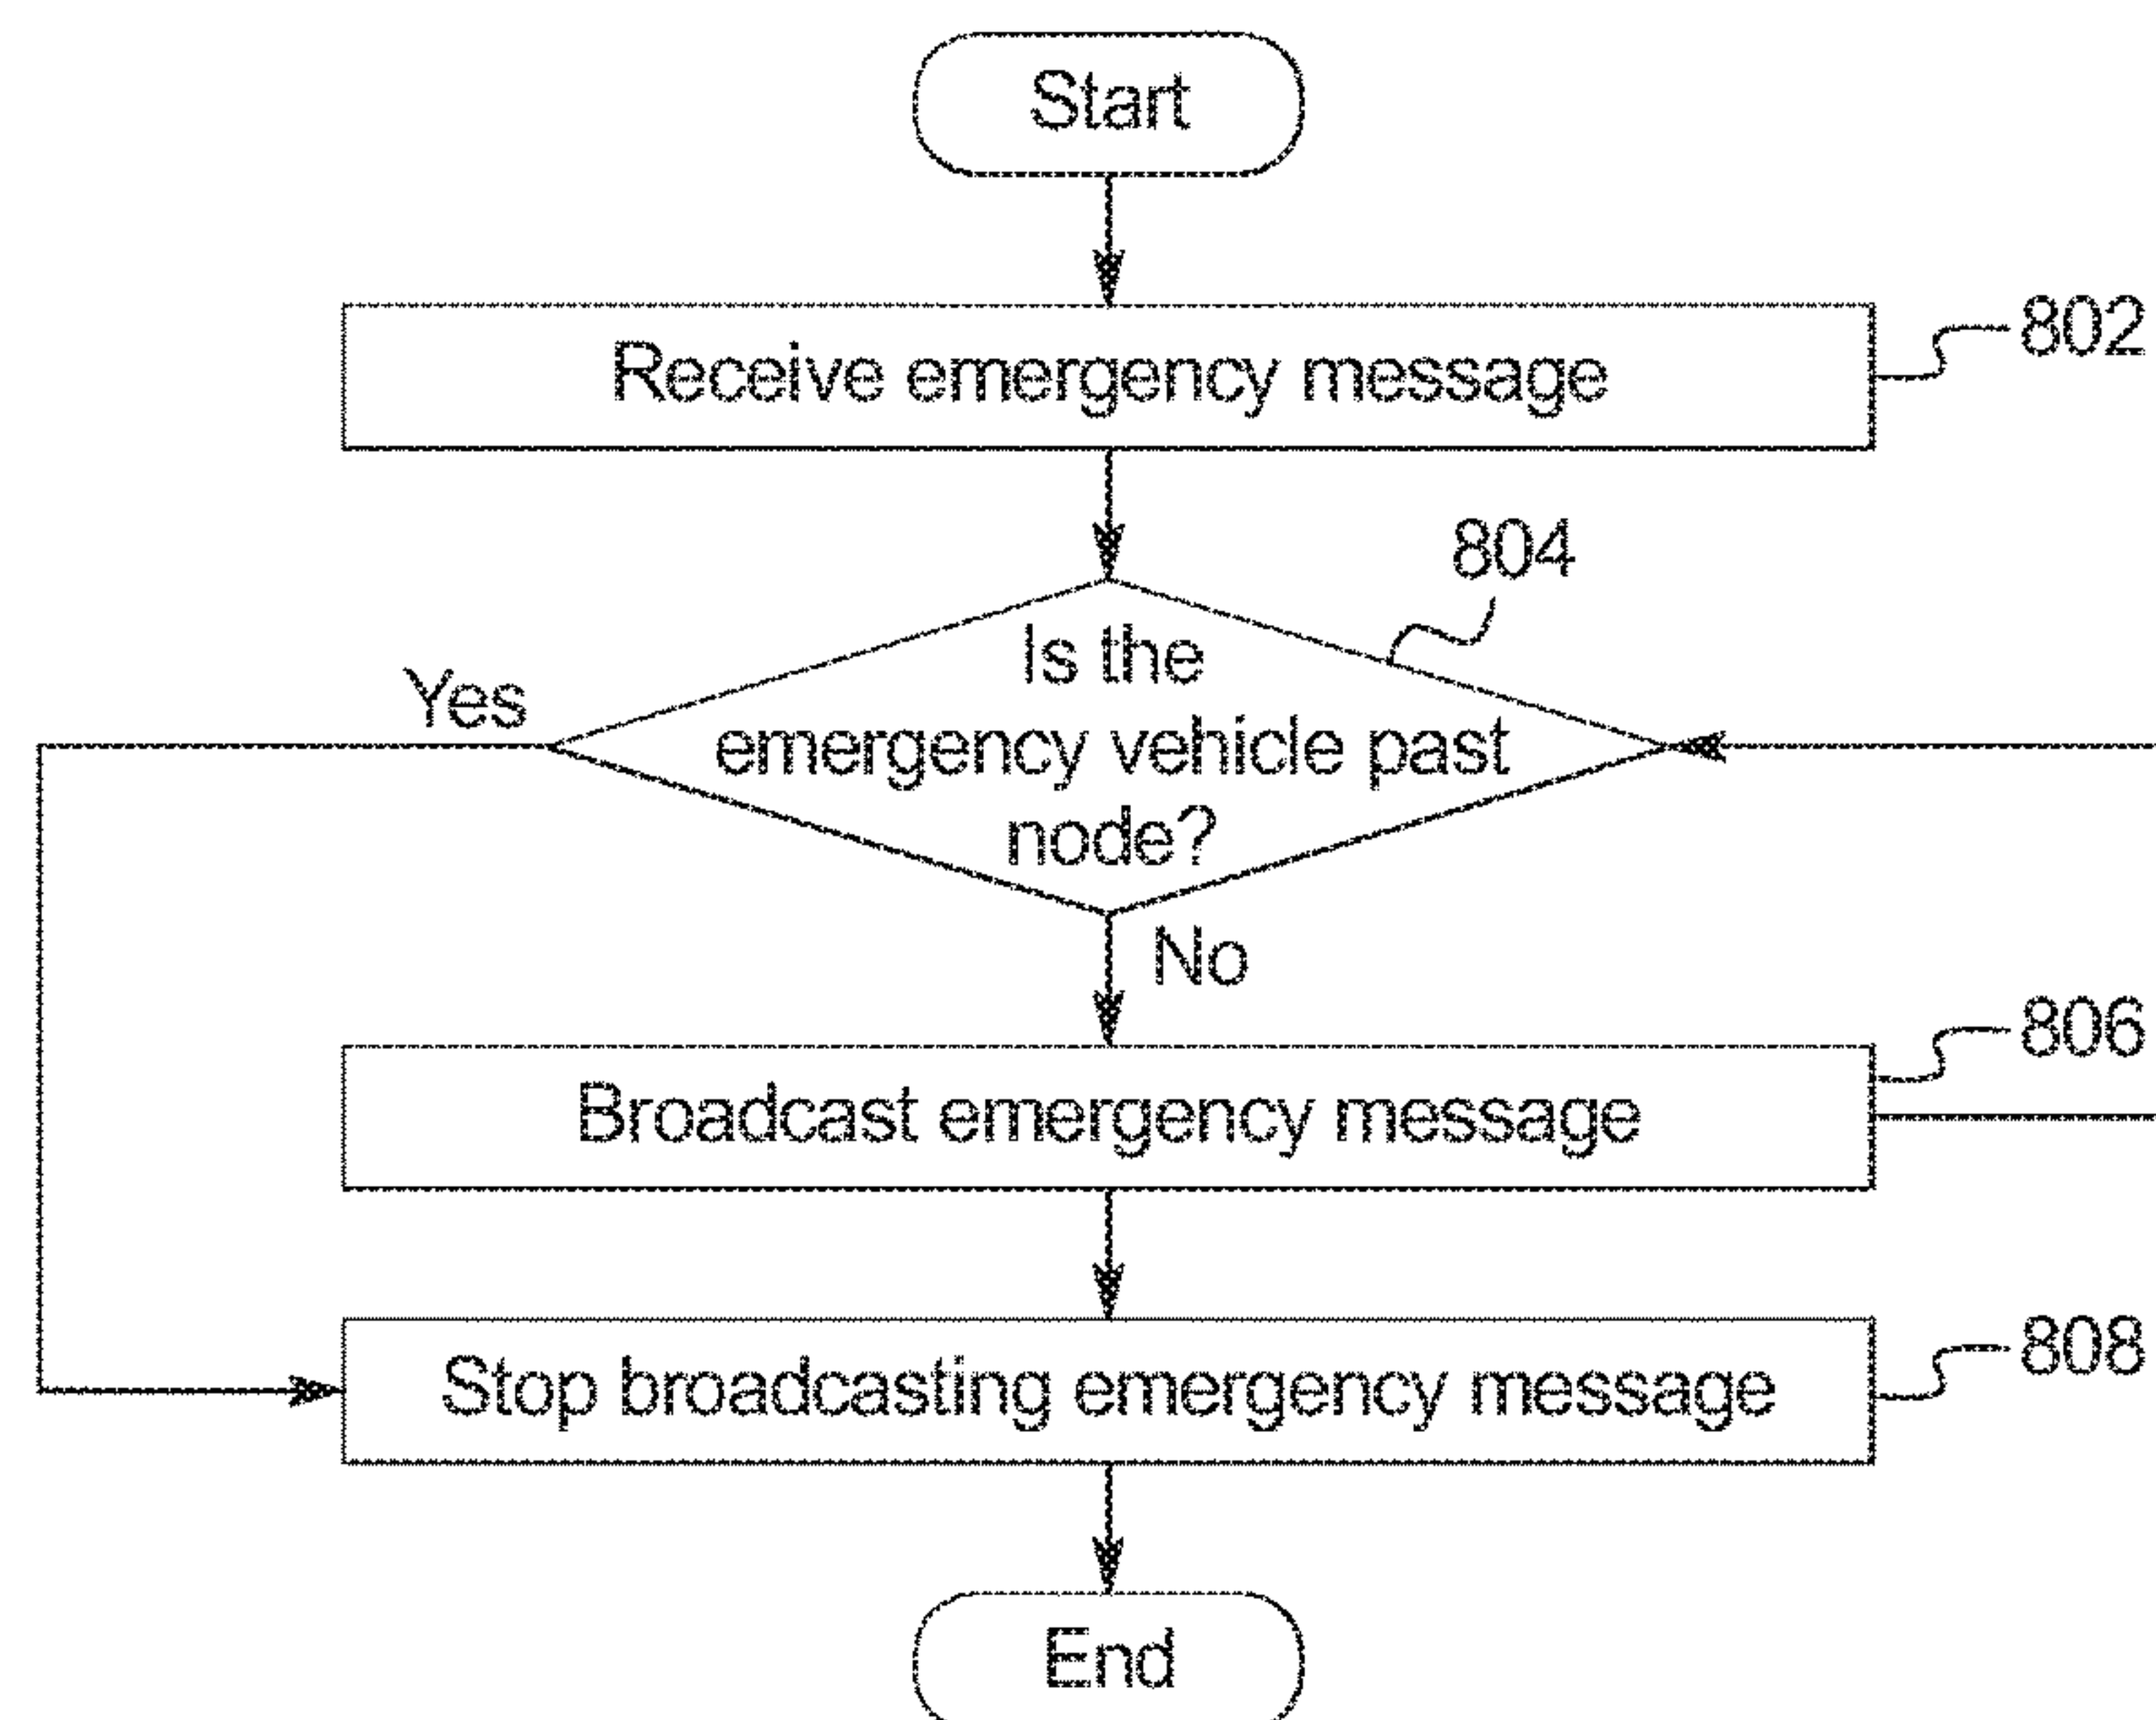 Start
Receive emergency message
802
804
Is the
emergency vehicle past
node?
Yes
No
Broadcast emergency message
806
Stop broadcasting emergency message
808
End